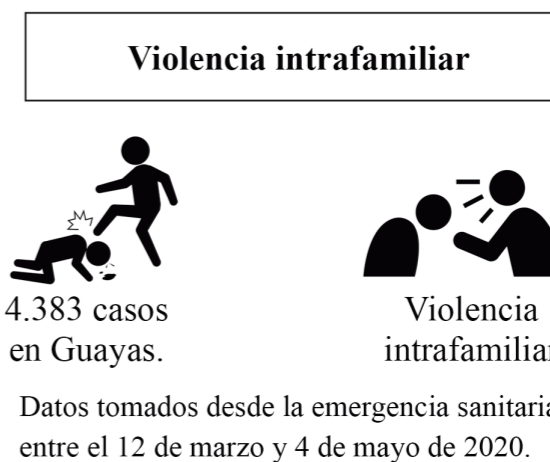 Violencia intrafamiliar
4.383 casos
en Guayas.
Violencia
intrafamiliar
Datos tomados desde la emergencia sanitaria
entre el 12 de marzo y 4 de mayo de 2020.